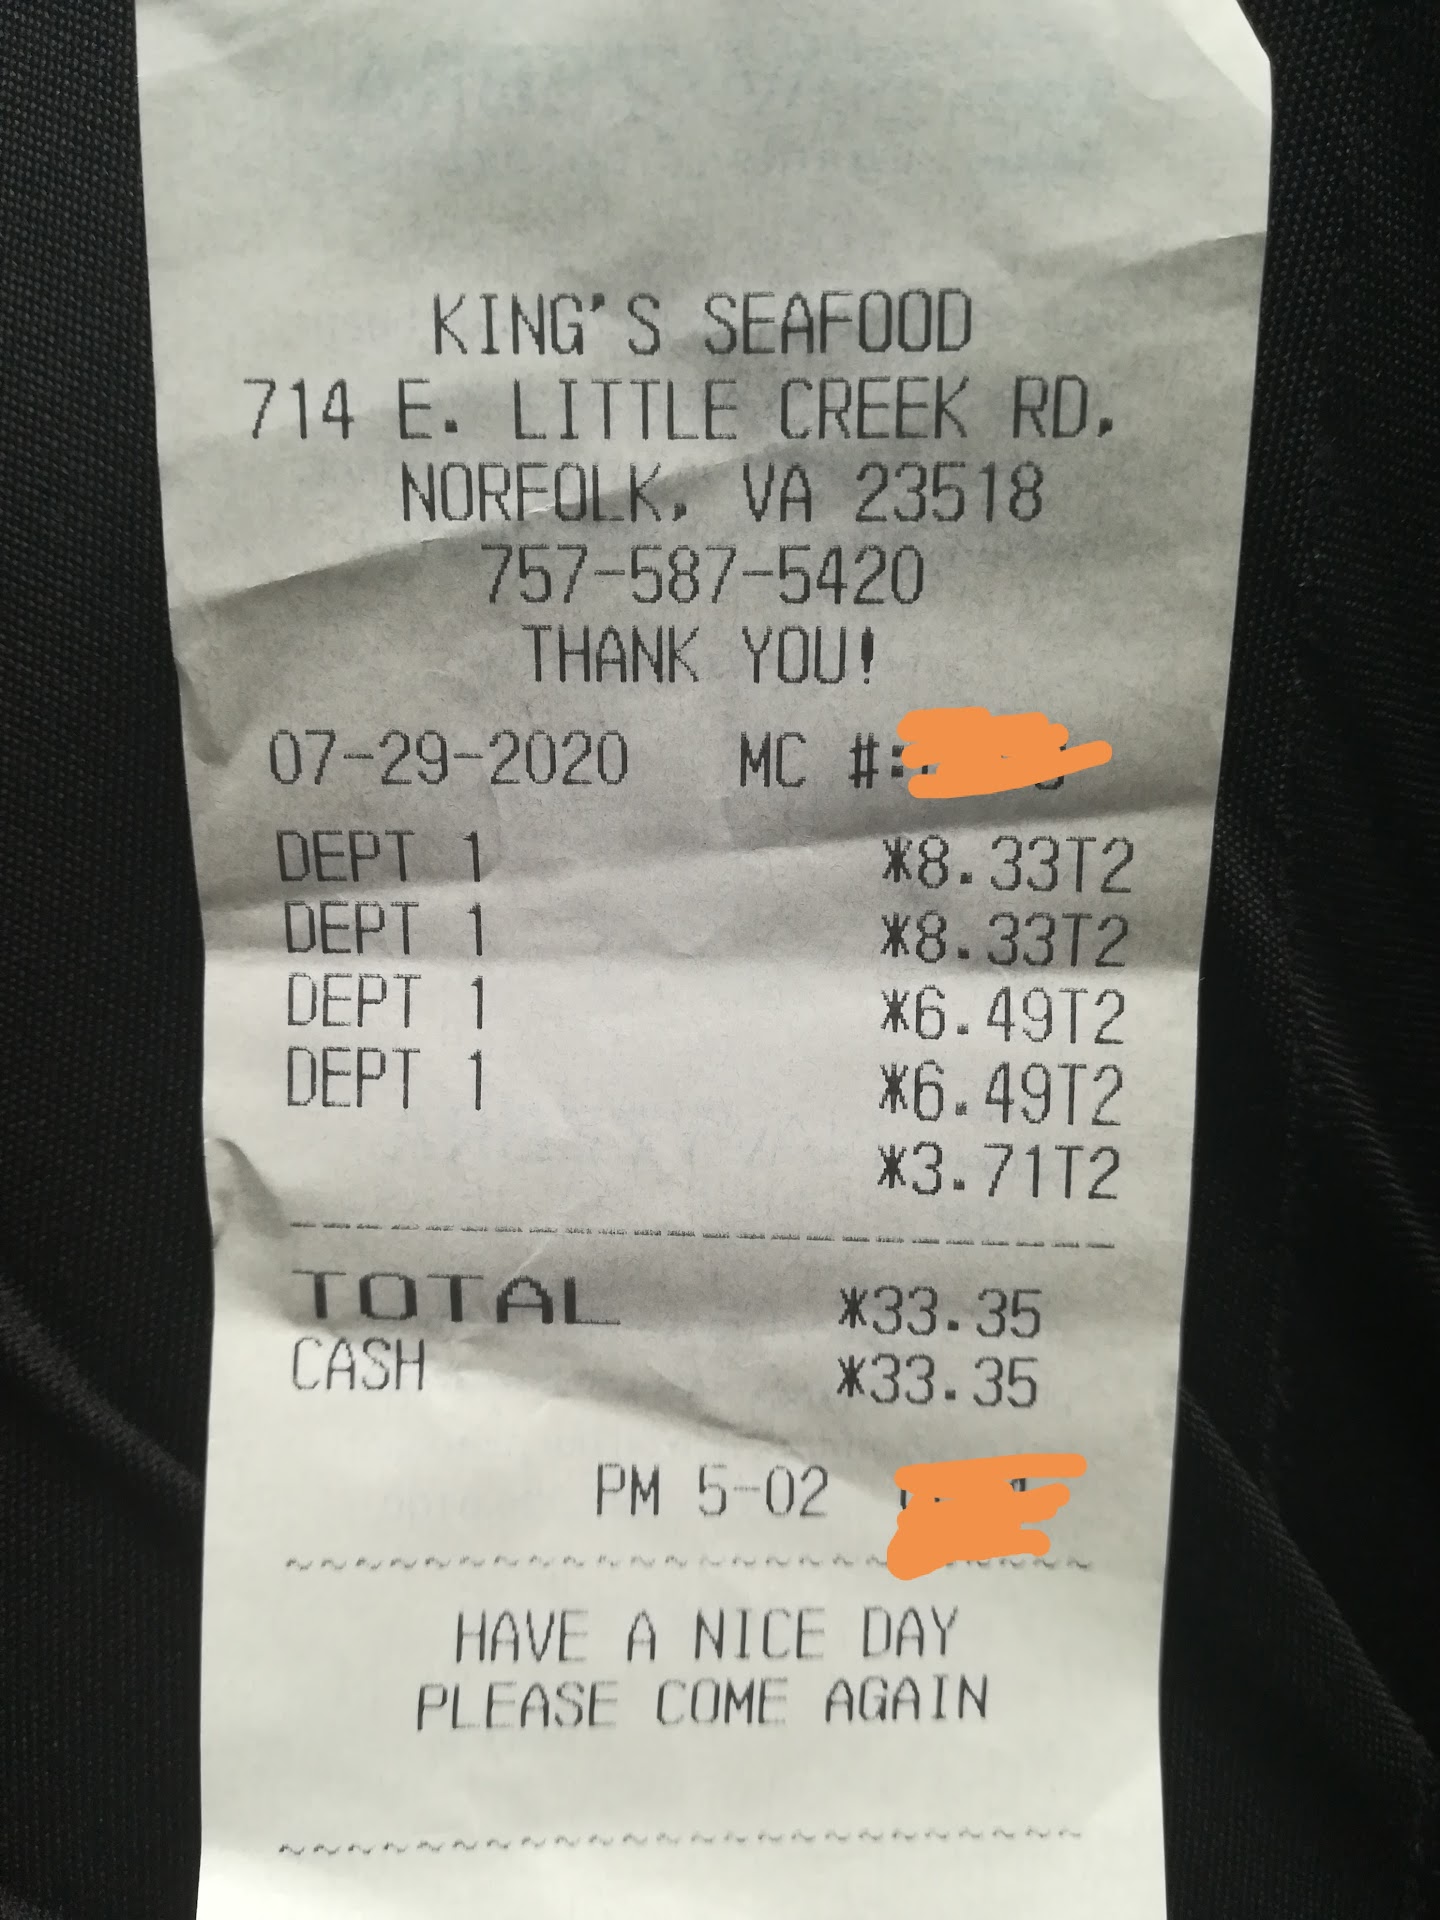 KING'S SEAFOOD
714 E. LITTLE CREEK RD.
NORFOLK, VA 23518
757-587-5420
THANK YOU!
07-29-2020 MC #:
DEPT 1 *8.33T2
DEPT 1 *8.33T2
DEPT 1 *6.49T2
DEPT 1 *6.49T2
*3.71T2
TOTAL *33.35
CASH *33.35
PM 5-02
HAVE A NICE DAY
PLEASE COME AGAIN